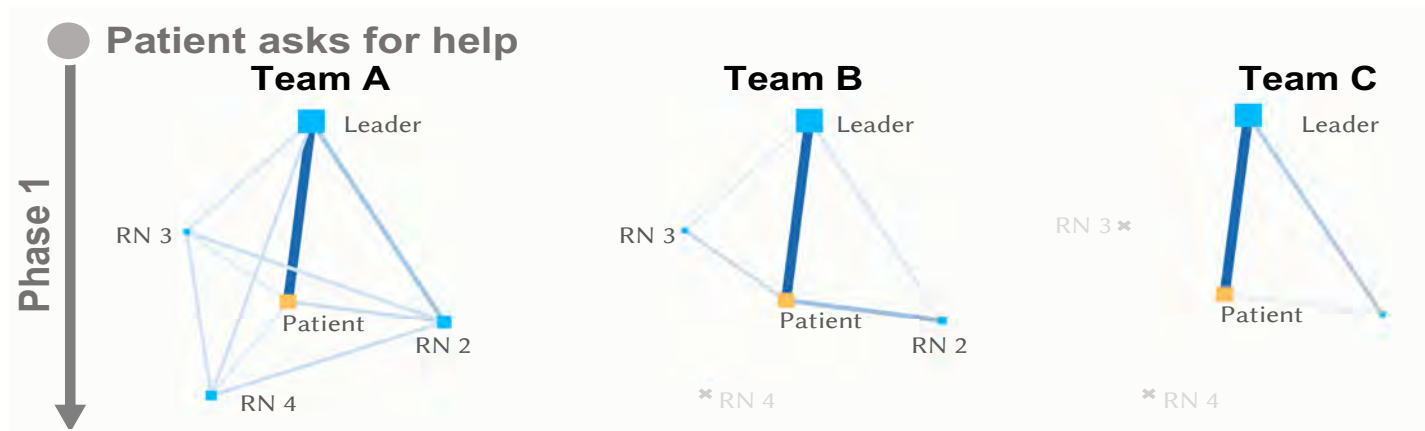 Patient asks for help
Phase 1
Team A
Leader
RN 3
Patient
RN 2
RN 4
Team B
Leader
RN 3
Patient
RN 2
RN 4
Team C
Leader
RN 3
Patient
RN 4